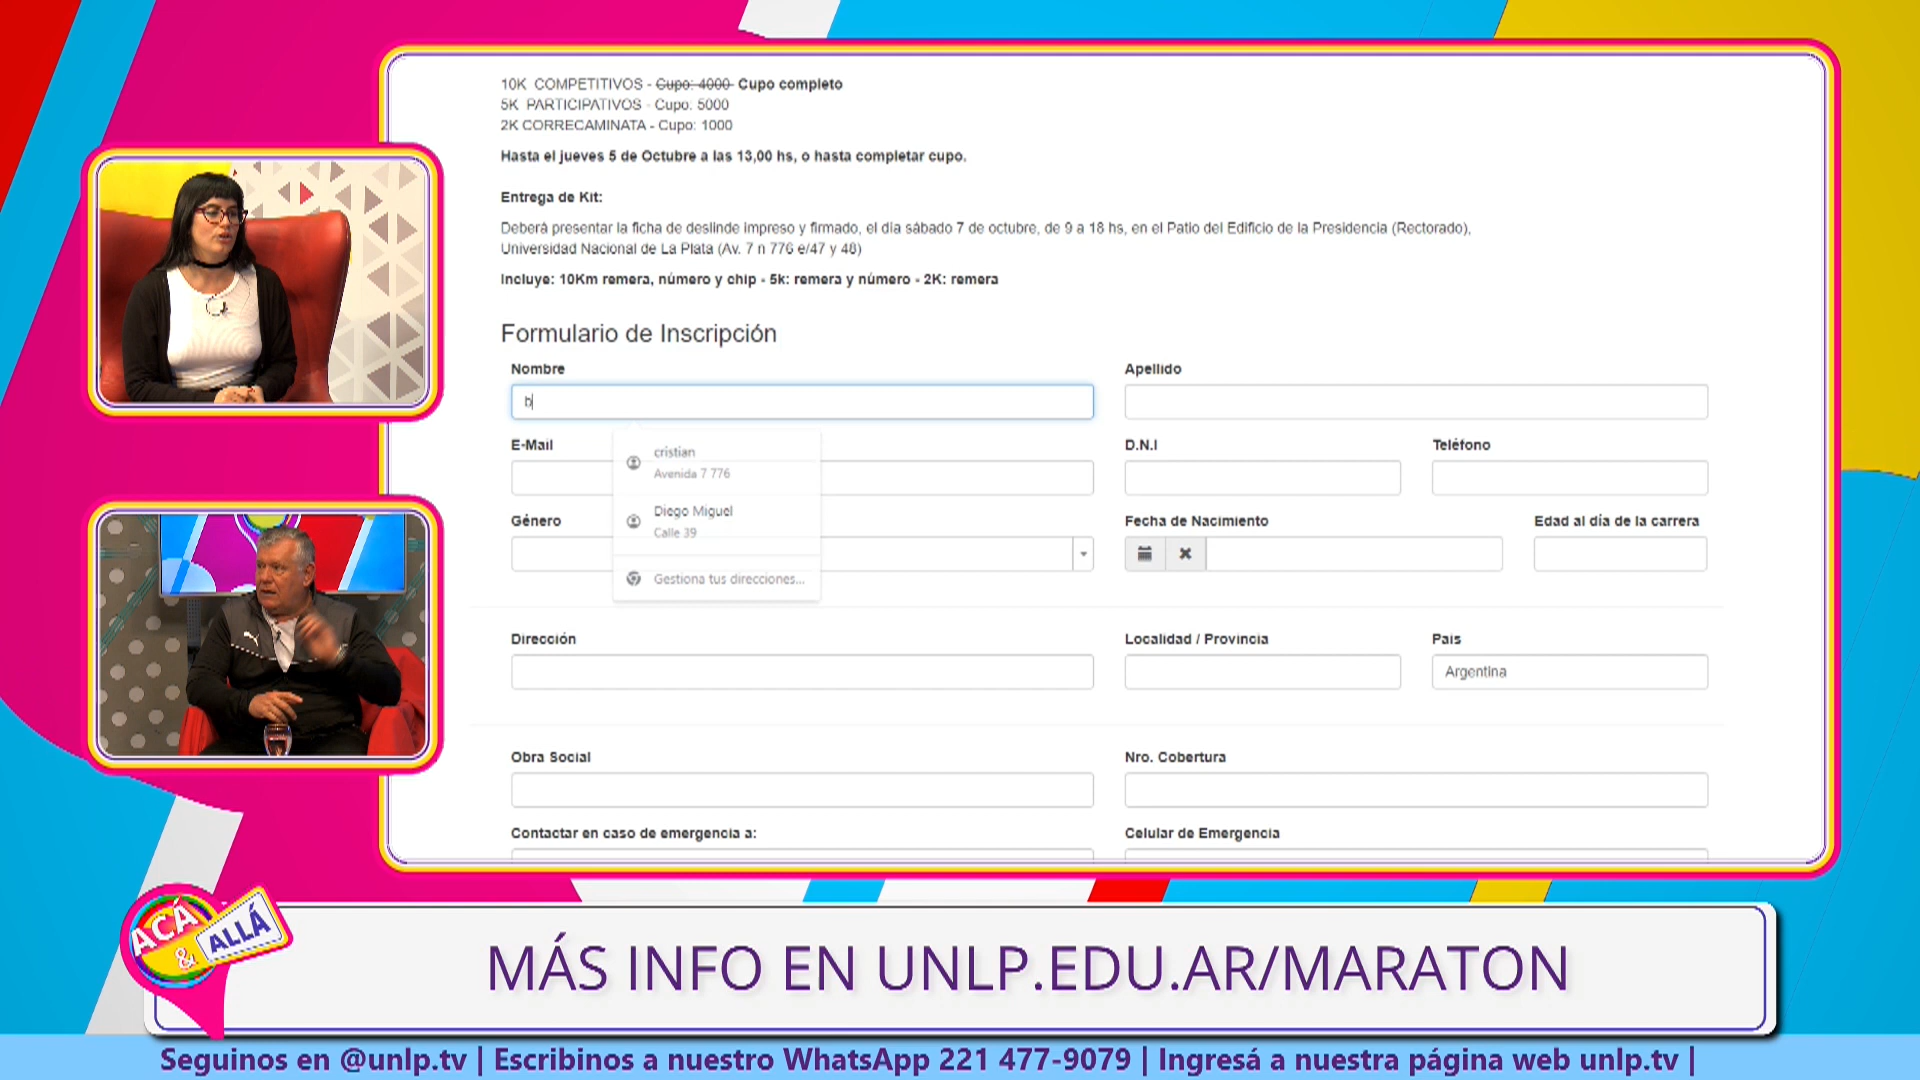 10K COMPETITIVOS - Cupo: 4000- Cupo completo
5K PARTICIPATIVOS - Cupo: 5000
2K CORRECAMINATA - Cupo: 1000
Hasta el jueves 5 de Octubre a las 13,00 hs, o hasta completar cupo.
Entrega de Kit:
Deberá presentar la ficha de deslinde impreso y firmado, el día sábado 7 de octubre, de 9 a 18 hs, en el Patio del Edificio de la Presidencia (Rectorado),
Universidad Nacional de La Plata (Av. 7 n 776 e/47 y 48)
Incluye: 10Km remera, número y chip - 5k: remera y número - 2K: remera
Formulario de Inscripción
Nombre
Apellido
b
E-Mail
D.N.I
Teléfono
cristian
Avenida 7 776
Diego Miguel
Calle 39
Gestiona tus direcciones...
Género
Fecha de Nacimiento
Edad al día de la carrera
Dirección
Localidad / Provincia
Pais
Argentina
Obra Social
Nro. Cobertura
Contactar en caso de emergencia a:
Celular de Emergencia
ACÁ
&
ALLÁ
MÁS INFO EN UNLP.EDU.AR/MARATON
Seguinos en @unlp.tv | Escribinos a nuestro WhatsApp 221 477-9079 | Ingresá a nuestra página web unlp.tv |